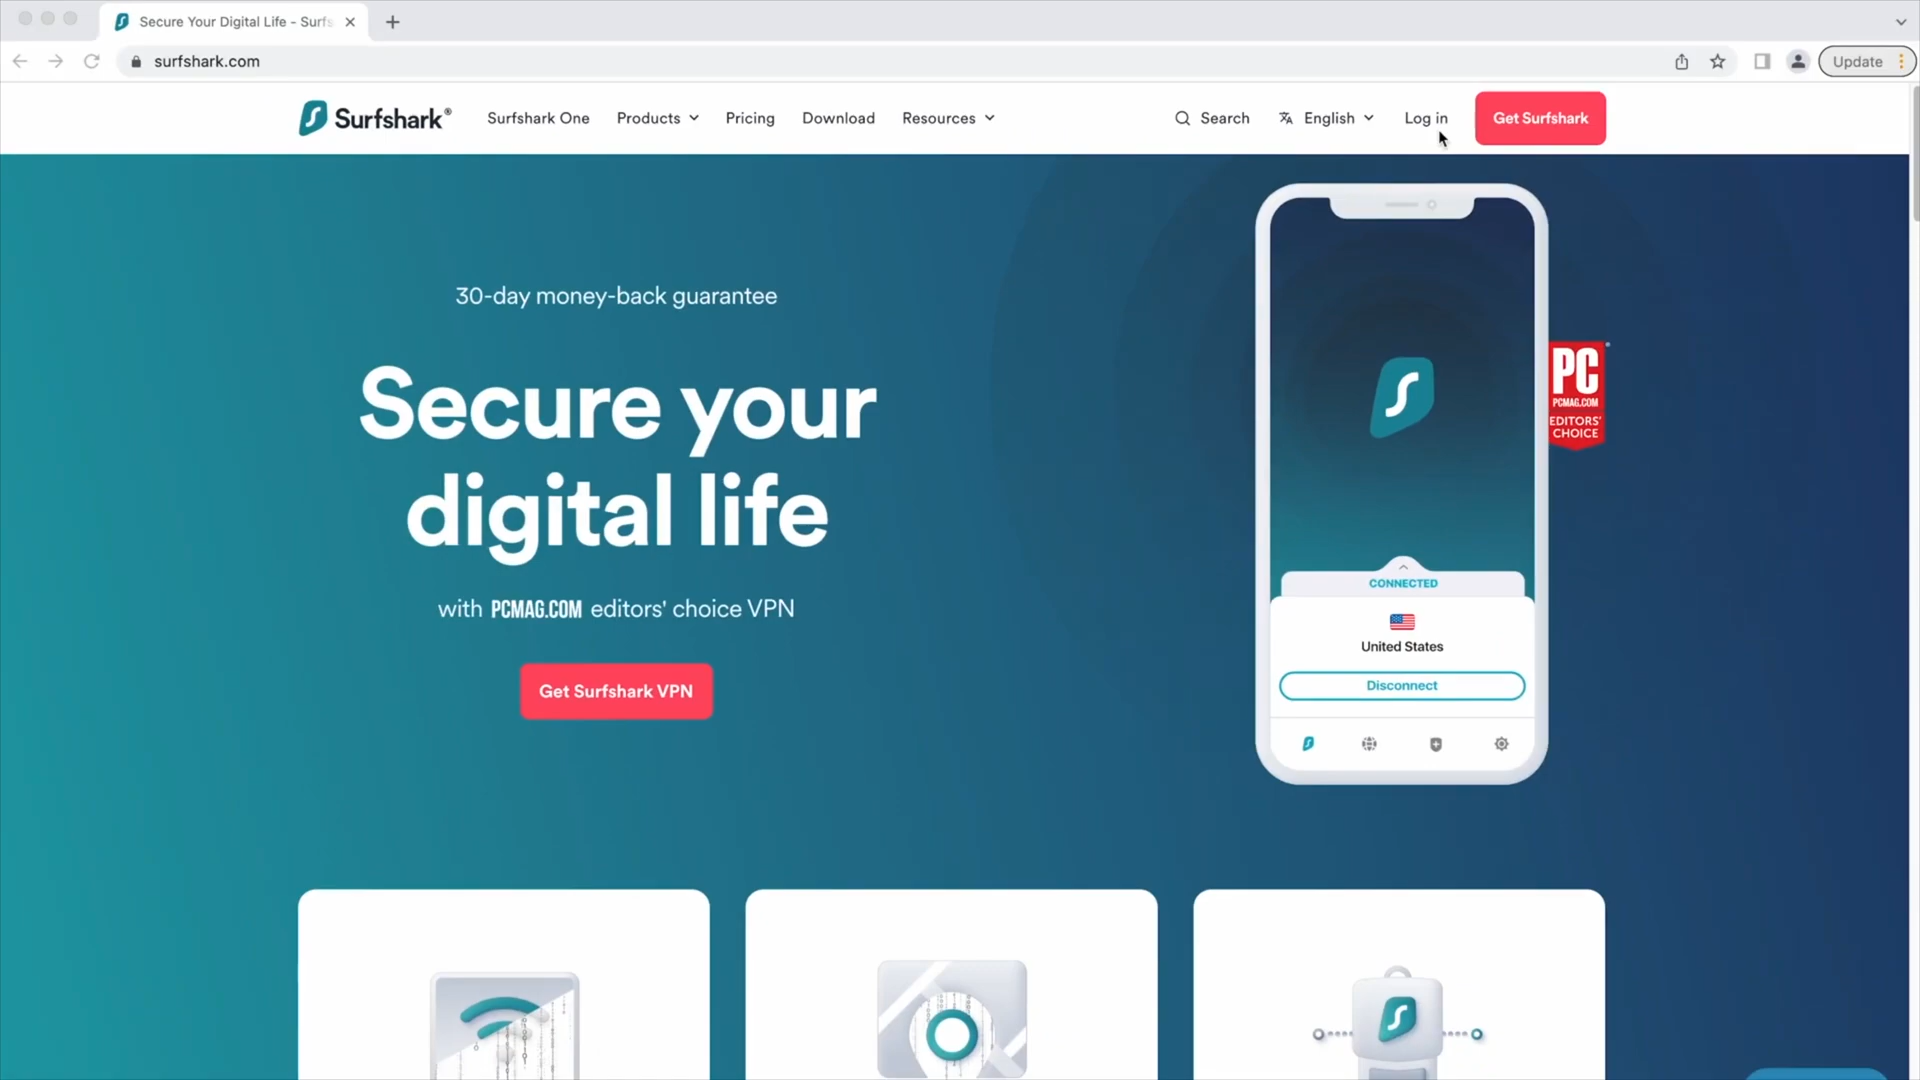 Secure Your Digital Life - Surfs
surfshark.com
Update
Surfshark®
Surfshark One
Products
Pricing
Download
Resources
Search
English
Log in
Get Surfshark
30-day money-back guarantee
Secure your
digital life
with PCMAG.COM editors' choice VPN
Get Surfshark VPN
PC
PCMAG.COM
EDITORS'
CHOICE
CONNECTED
United States
Disconnect